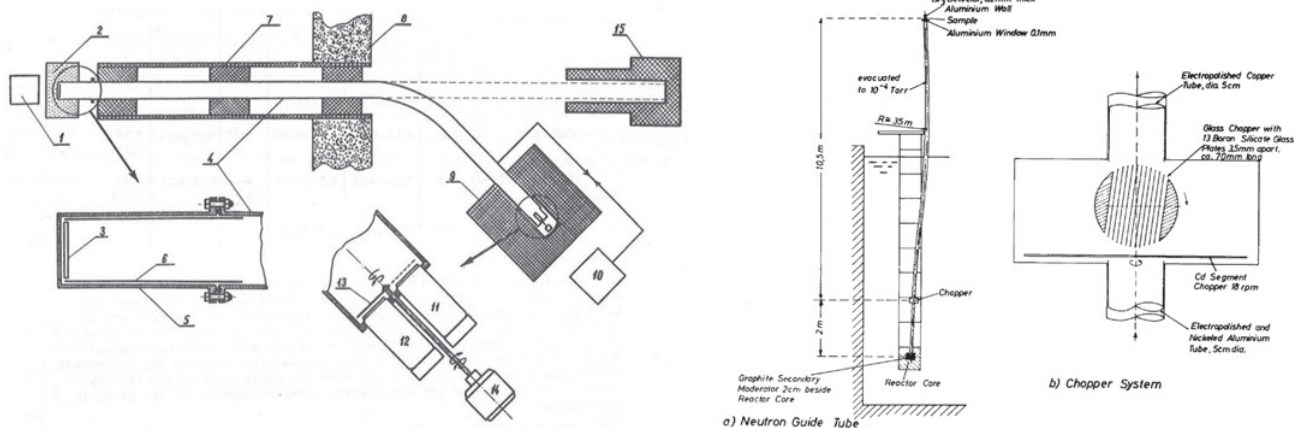 2
7
8
15
1
4
9
3
6
5
10
13
11
12
14
Aluminium Wall
Sample
Aluminium Window 0.1mm
evacuated
to 10⁻⁴ Torr
R≈35m
10,5m
2m
Chopper
Graphite Secondary
Moderator 2cm beside
Reactor Core
Reactor Core
a) Neutron Guide Tube
Electropolished Copper
Tube, dia. 5cm
Glass Chopper with
13 Boron Silicate Glass
Plates 3.5mm apart,
ca. 70mm long
Cd Segment
Chopper 18 rpm
Electropolished and
Nickeled Aluminium
Tube, 5cm dia.
b) Chopper System